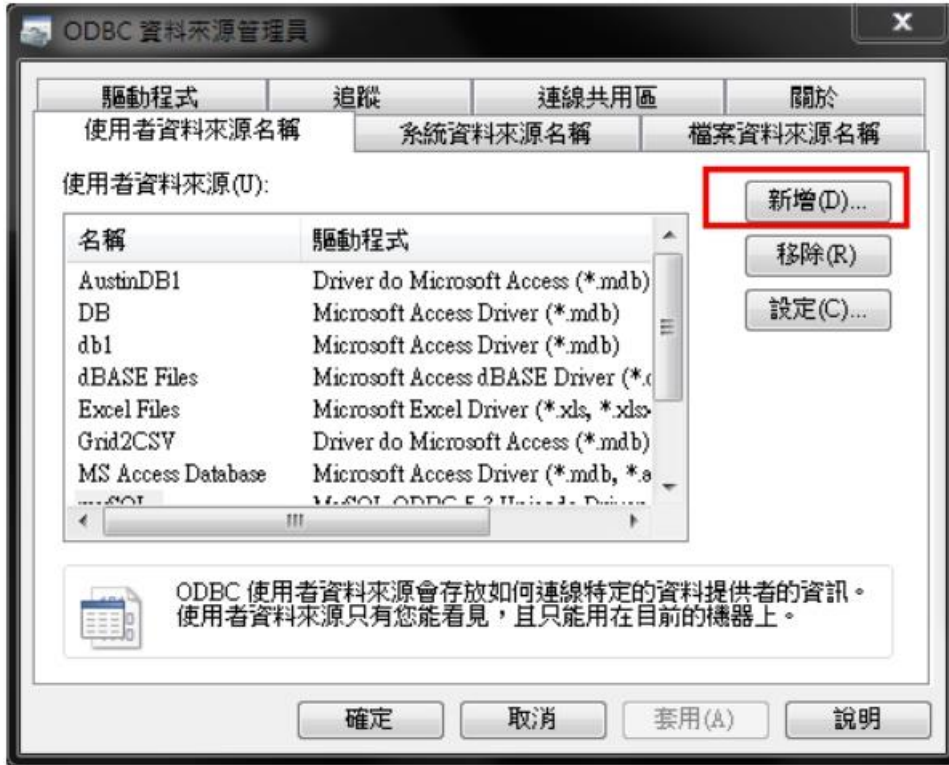 ODBC 資料來源管理員
驅動程式 追蹤 連線共用區 關於
使用者資料來源名稱 系統資料來源名稱 檔案資料來源名稱
使用者資料來源(U):
新增(D)...
移除(R)
設定(C)...
名稱 驅動程式
AustinDB1 Driver do Microsoft Access (*.mdb)
DB Microsoft Access Driver (*.mdb)
db1 Microsoft Access Driver (*.mdb)
dBASE Files Microsoft Access dBASE Driver (*.
Excel Files Microsoft Excel Driver (*.xls, *.xls
Grid2CSV Driver do Microsoft Access (*.mdb)
MS Access Database Microsoft Access Driver (*.mdb, *.a
ODBC 使用者資料來源會存放如何連線特定的資料提供者的資訊。
使用者資料來源只有您能看見，且只能用在目前的機器上。
確定 取消 套用(A) 說明